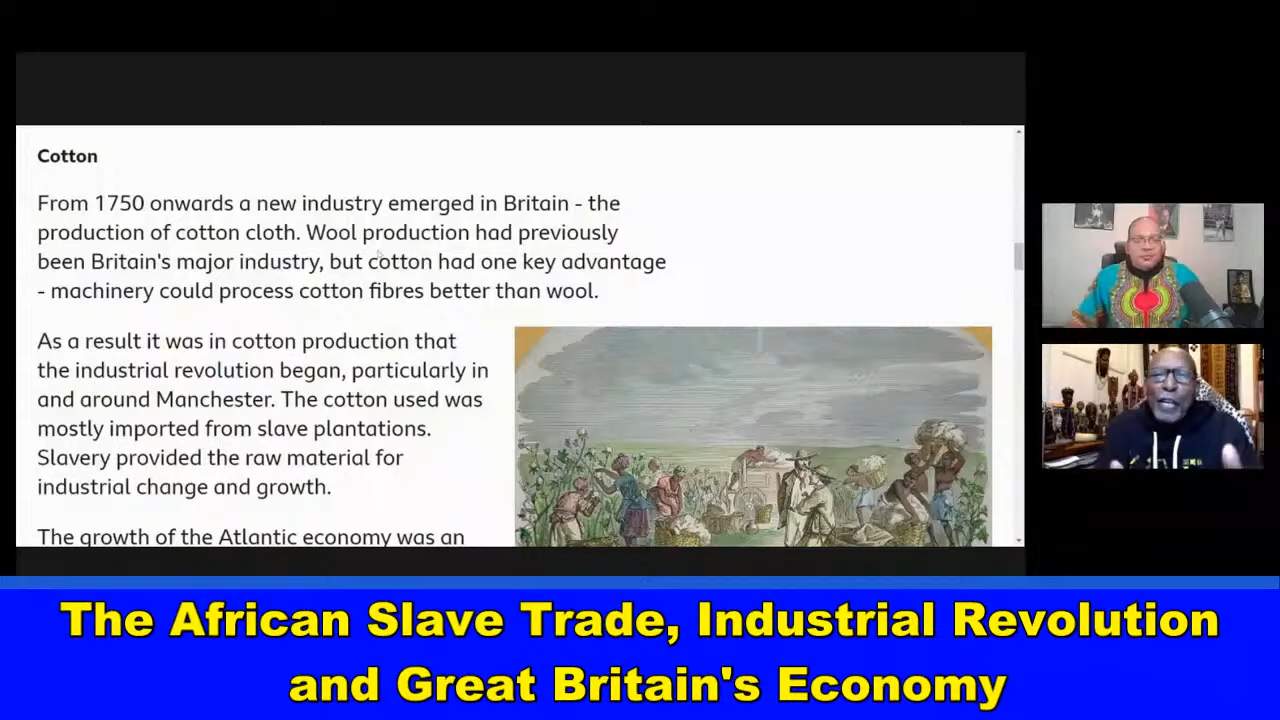 Cotton
From 1750 onwards a new industry emerged in Britain - the
production of cotton cloth. Wool production had previously
been Britain's major industry, but cotton had one key advantage
- machinery could process cotton fibres better than wool.
As a result it was in cotton production that
the industrial revolution began, particularly in
and around Manchester. The cotton used was
mostly imported from slave plantations.
Slavery provided the raw material for
industrial change and growth.
The growth of the Atlantic economy was an
The African Slave Trade, Industrial Revolution
and Great Britain's Economy